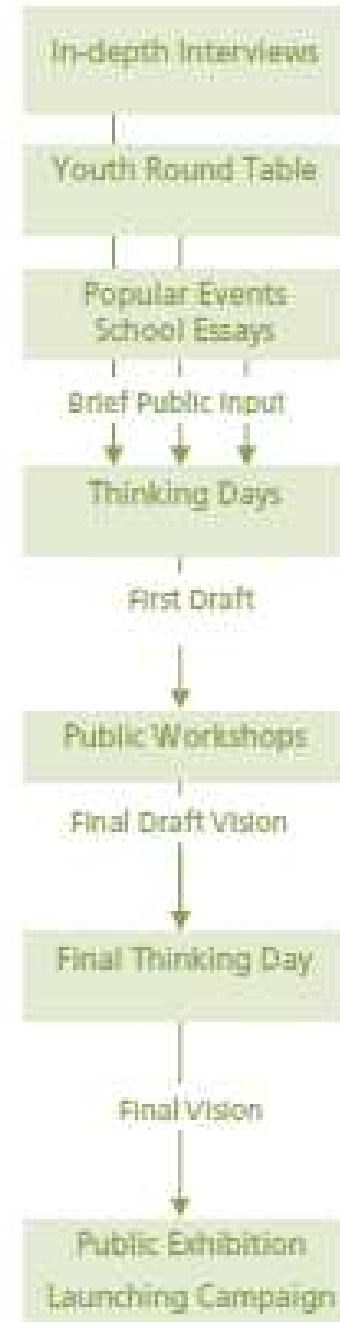 In-depth Interviews
Youth Round Table
Popular Events
School Essays
Brief Public Input
Thinking Days
First Draft
Public Workshops
Final Draft Vision
Final Thinking Day
Final Vision
Public Exhibition
Launching Campaign